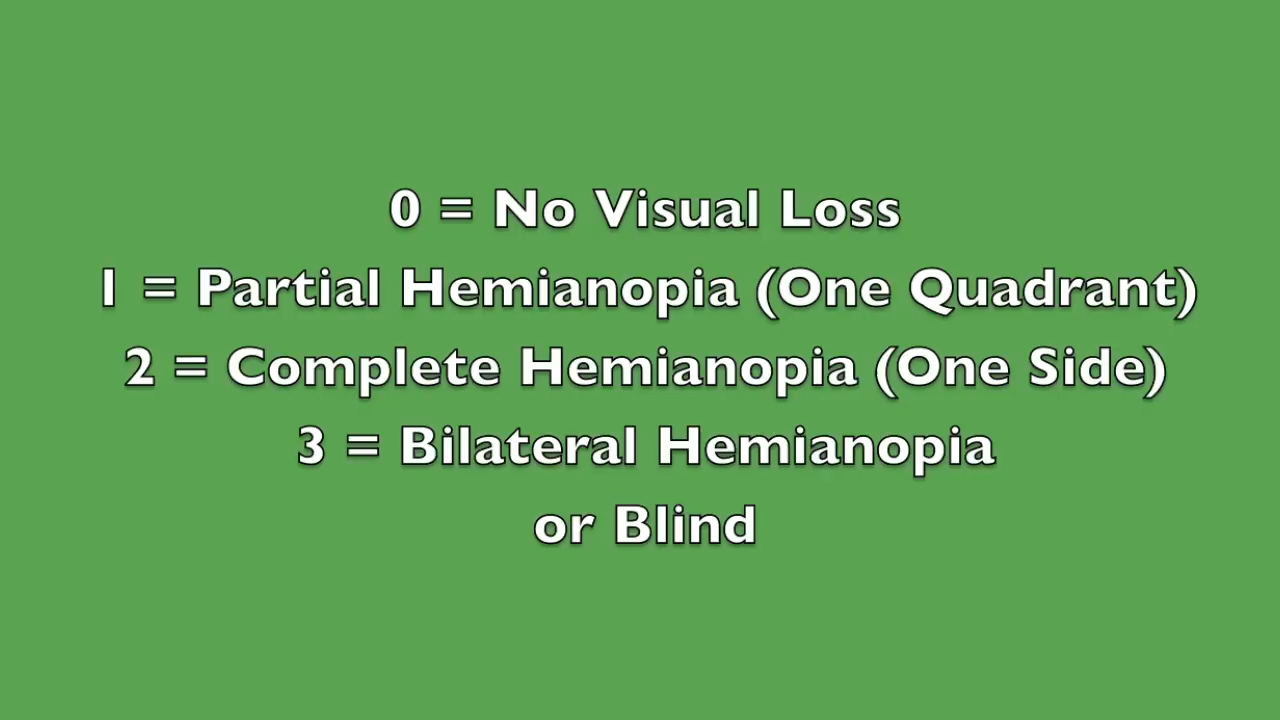 0 = No Visual Loss
1 = Partial Hemianopia (One Quadrant)
2 = Complete Hemianopia (One Side)
3 = Bilateral Hemianopia
or Blind